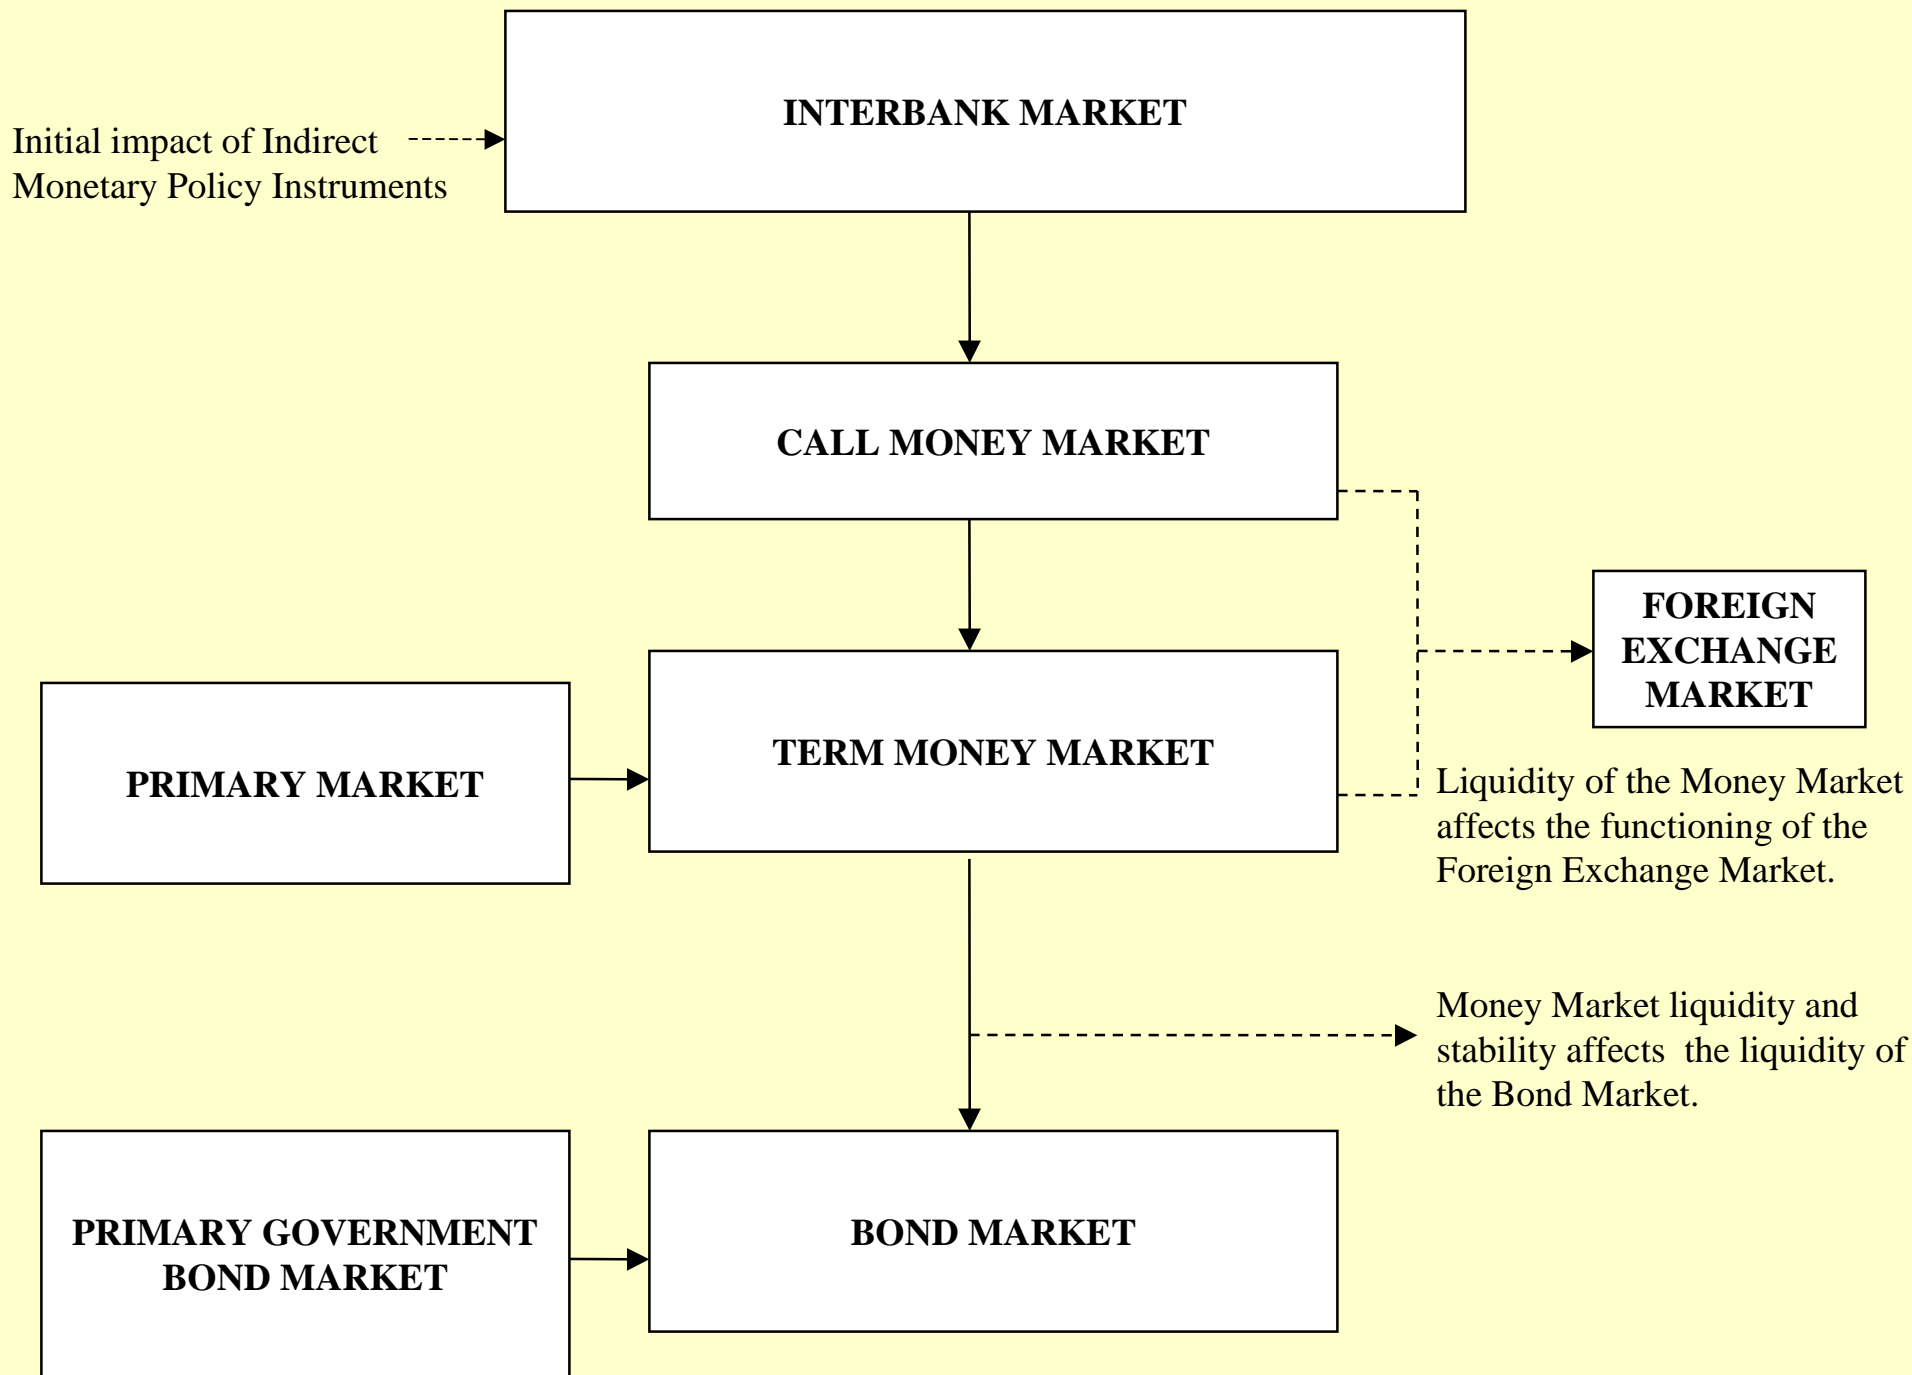 INTERBANK MARKET
Initial impact of Indirect
Monetary Policy Instruments
CALL MONEY MARKET
FOREIGN
EXCHANGE
MARKET
TERM MONEY MARKET
PRIMARY MARKET
Liquidity of the Money Market
affects the functioning of the
Foreign Exchange Market.
Money Market liquidity and
stability affects  the liquidity of
the Bond Market.
PRIMARY GOVERNMENT
BOND MARKET
BOND MARKET